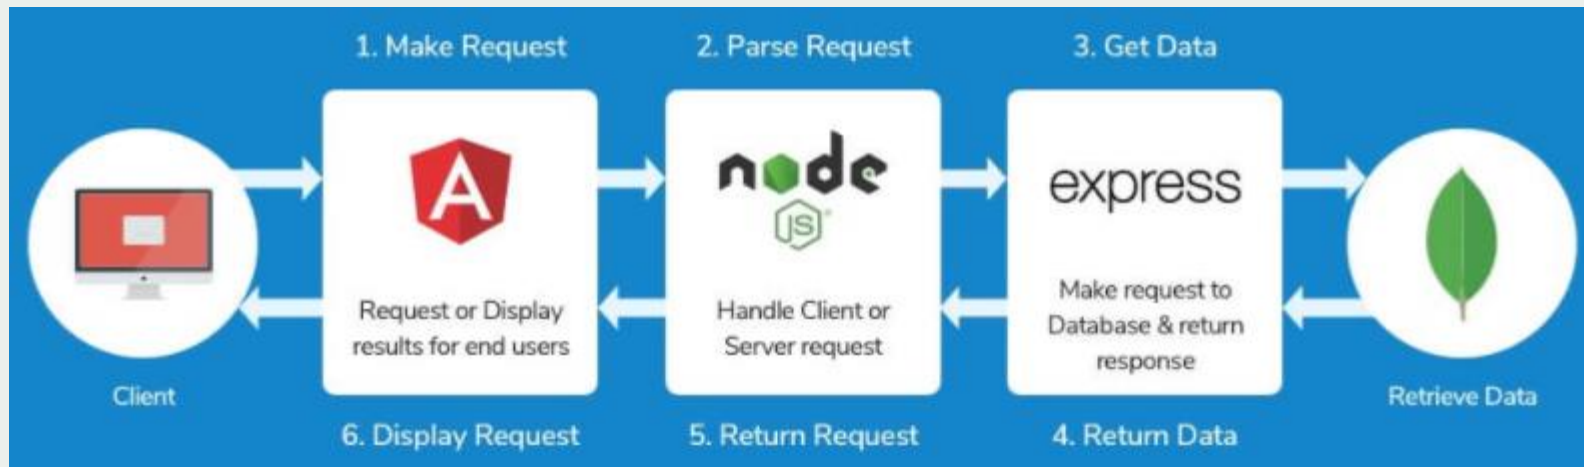 1. Make Request
2. Parse Request
3. Get Data
A
node
JS
express
Request or Display
results for end users
Handle Client or
Server request
Make request to
Database & return
response
Client
Retrieve Data
6. Display Request
5. Return Request
4. Return Data